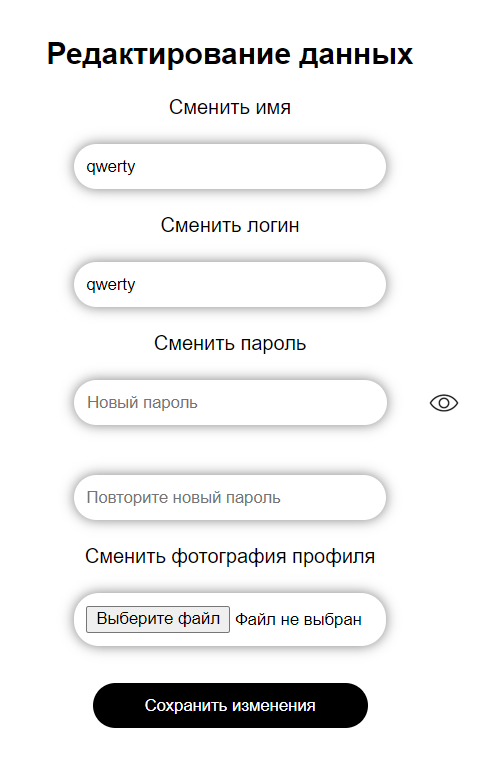 Редактирование данных
Сменить имя
qwerty
Сменить логин
qwerty
Сменить пароль
Новый пароль
Повторите новый пароль
Сменить фотография профиля
Выберите файл Файл не выбран
Сохранить изменения